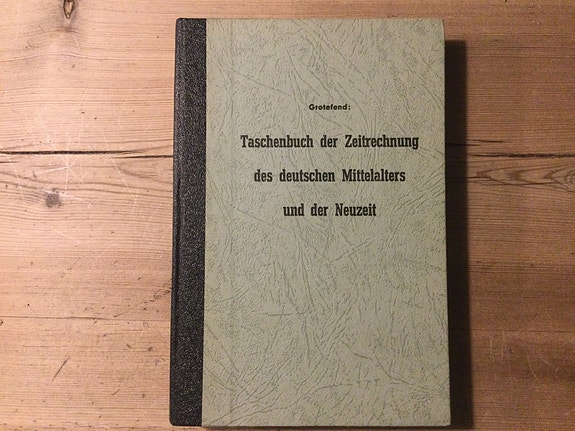 Grotefend:
Taschenbuch der Zeitrechnung
des deutschen Mittelalters
und der Neuzeit